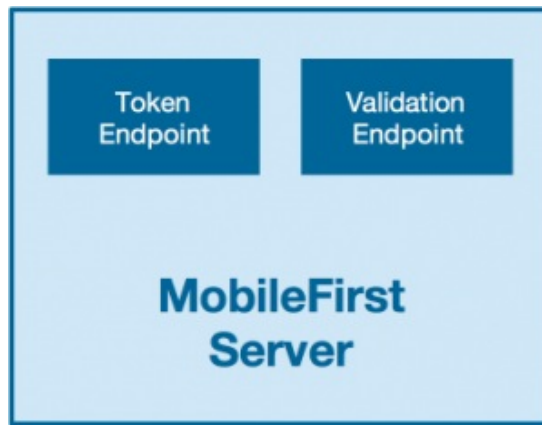 Token
Endpoint
Validation
Endpoint
MobileFirst
Server